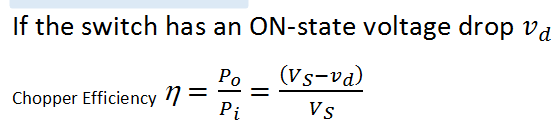 If the switch has an ON-state voltage drop v_d
Chopper Efficiency η = P_o / P_i = (V_S − v_d) / V_S